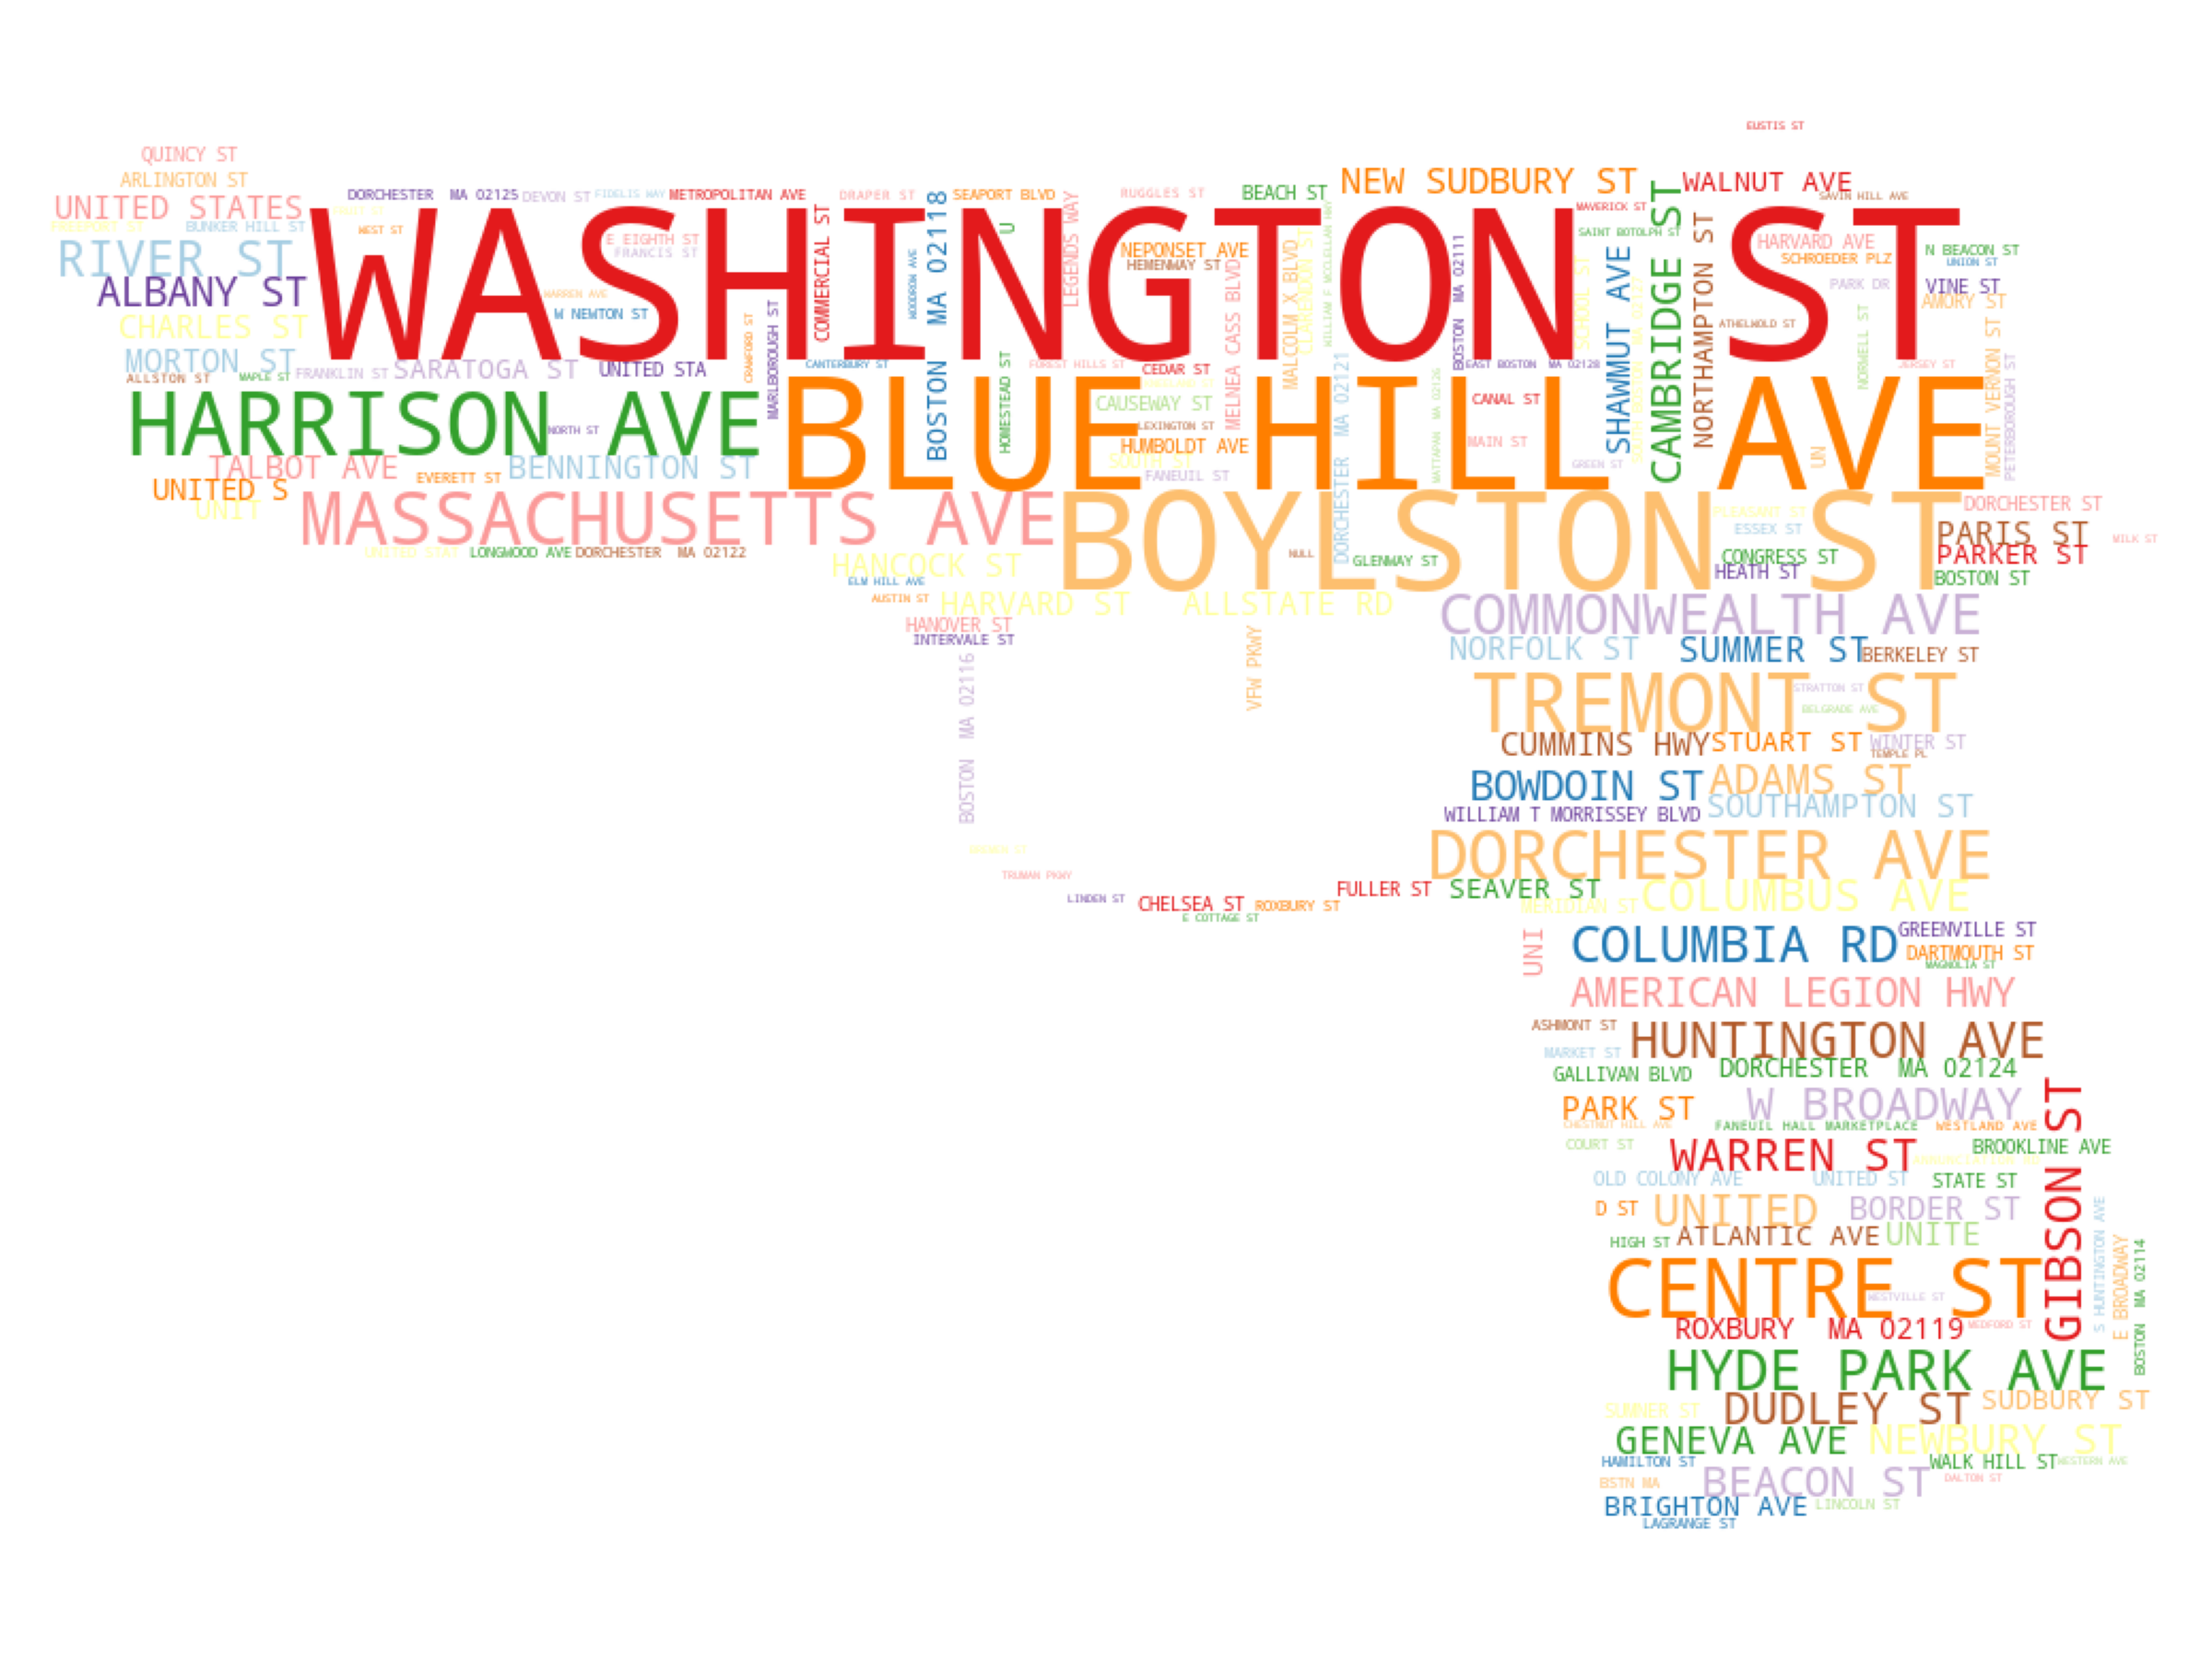 EUSTIS ST
QUINCY ST
ARLINGTON ST
UNITED STATES
FREEPORT ST
BUNKER HILL ST
RIVER ST
ALBANY ST
CHARLES ST
MORTON ST
ALLSTON ST
MAPLE ST
FRANKLIN ST
SARATOGA ST
UNITED STA
DORCHESTER MA 02125
DEVON ST
FIDELIS WAY
METROPOLITAN AVE
DRAPER ST
SEAPORT BLVD
RUGGLES ST
BEACH ST
NEW SUDBURY ST
WALNUT AVE
SAVIN HILL AVE
MAVERICK ST
SAINT BOTOLPH ST
WEST ST
WASHINGTON ST
E EIGHTH ST
FRANCIS ST
WARREN AVE
W NEWTON ST
CRAWFORD ST
MARLBOROUGH ST
COMMERCIAL ST
WOODROW AVE
BOSTON MA 02118
CANTERBURY ST
U
HOMESTEAD ST
LEGENDS WAY
FOREST HILLS ST
NEPONSET AVE
HEMENWAY ST
CEDAR ST
MELNEA CASS BLVD
MALCOLM X BLVD
CLARENDON ST
WILLIAM F MCCLELLAN HWY
DORCHESTER MA 02121
BOSTON MA 02111
EAST BOSTON MA 02128
SCHOOL ST
SHAWMUT AVE
CAMBRIDGE ST
NORTHAMPTON ST
HARVARD AVE
SCHROEDER PLZ
PARK DR
ATHELWOLD ST
NORWELL ST
JERSEY ST
N BEACON ST
UNION ST
VINE ST
AMORY ST
MOUNT VERNON ST
PETERBOROUGH ST
HARRISON AVE
NORTH ST
BLUE HILL AVE
CAUSEWAY ST
LEXINGTON ST
HUMBOLDT AVE
SOUTH ST
FANEUIL ST
MATTAPAN MA 02126
CANAL ST
MAIN ST
GREEN ST
UN
TALBOT AVE
EVERETT ST
BENNINGTON ST
UNITED S
UNIT
MASSACHUSETTS AVE
BOYLSTON ST
UNITED STAT
LONGWOOD AVE
DORCHESTER MA 02122
NULL
GLENWAY ST
PLEASANT ST
ESSEX ST
CONGRESS ST
HEATH ST
DORCHESTER ST
PARIS ST
MILK ST
PARKER ST
BOSTON ST
HANCOCK ST
ELM HILL AVE
AUSTIN ST
HARVARD ST
ALLSTATE RD
HANOVER ST
INTERVALE ST
COMMONWEALTH AVE
NORFOLK ST
SUMMER ST
BERKELEY ST
BOSTON MA 02116
VFW PKWY
TREMONT ST
STRATTON ST
BELGRADE AVE
CUMMINS HWY
STUART ST
WINTER ST
TEMPLE PL
BOWDOIN ST
ADAMS ST
WILLIAM T MORRISSEY BLVD
SOUTHAMPTON ST
DORCHESTER AVE
TRUMAN PKWY
LINDEN ST
CHELSEA ST
ROXBURY ST
E COTTAGE ST
FULLER ST
SEAVER ST
MERIDIAN ST
COLUMBUS AVE
UNI
COLUMBIA RD
GREENVILLE ST
DARTMOUTH ST
MAGNOLIA ST
AMERICAN LEGION HWY
ASHMONT ST
HUNTINGTON AVE
MARKET ST
GALLIVAN BLVD
DORCHESTER MA 02124
PARK ST
W BROADWAY
CHESTNUT HILL AVE
FANEUIL HALL MARKETPLACE
WESTLAND AVE
COURT ST
WARREN ST
BROOKLINE AVE
OLD COLONY AVE
UNITED ST
STATE ST
D ST
UNITED
BORDER ST
HIGH ST
ATLANTIC AVE
UNITE
GIBSON ST
S HUNTINGTON AVE
E BROADWAY
BOSTON MA 02114
CENTRE ST
WESTVILLE ST
ROXBURY MA 02119
MEDFORD ST
HYDE PARK AVE
SUMNER ST
DUDLEY ST
SUDBURY ST
GENEVA AVE
NEWBURY ST
HAMILTON ST
WALK HILL ST
WESTERN AVE
BSTN MA
BEACON ST
DALTON ST
BRIGHTON AVE
LINCOLN ST
LAGRANGE ST